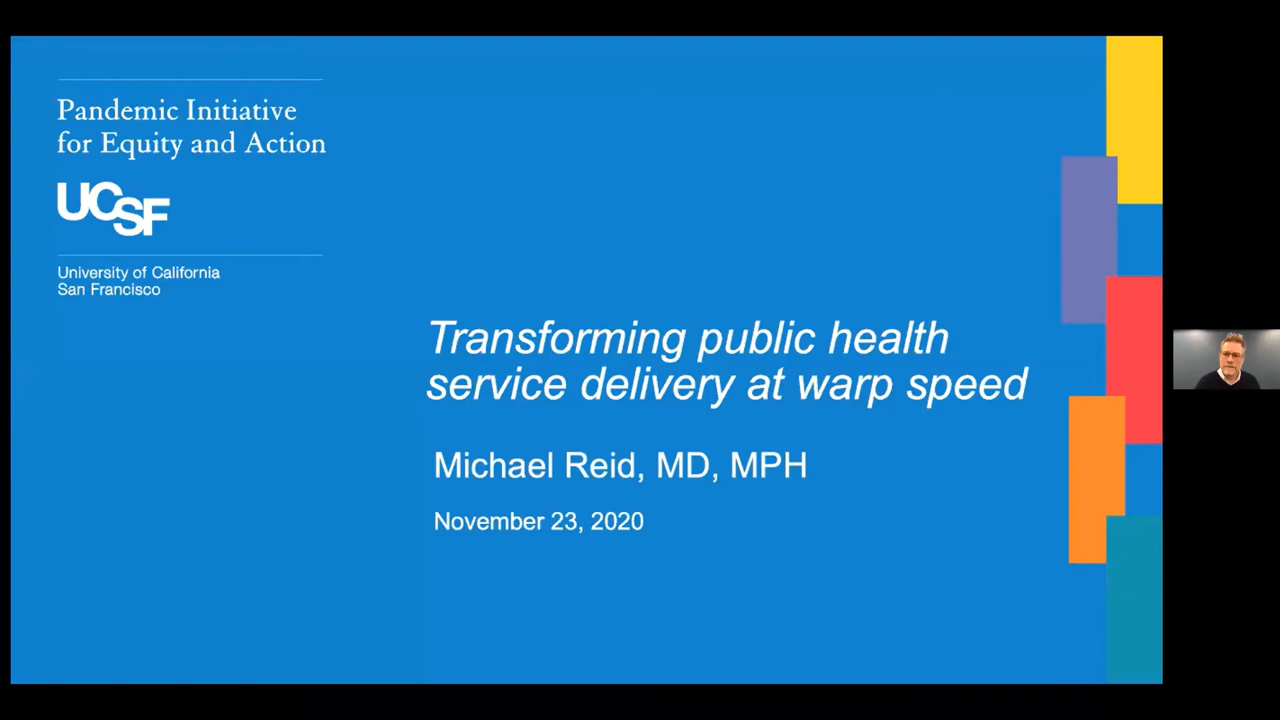 Pandemic Initiative
for Equity and Action
UCSF
University of California
San Francisco
Transforming public health
service delivery at warp speed
Michael Reid, MD, MPH
November 23, 2020